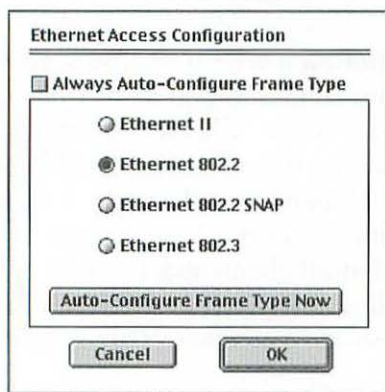 Ethernet Access Configuration
Always Auto-Configure Frame Type
Ethernet II
Ethernet 802.2
Ethernet 802.2 SNAP
Ethernet 802.3
Auto-Configure Frame Type Now
Cancel
OK